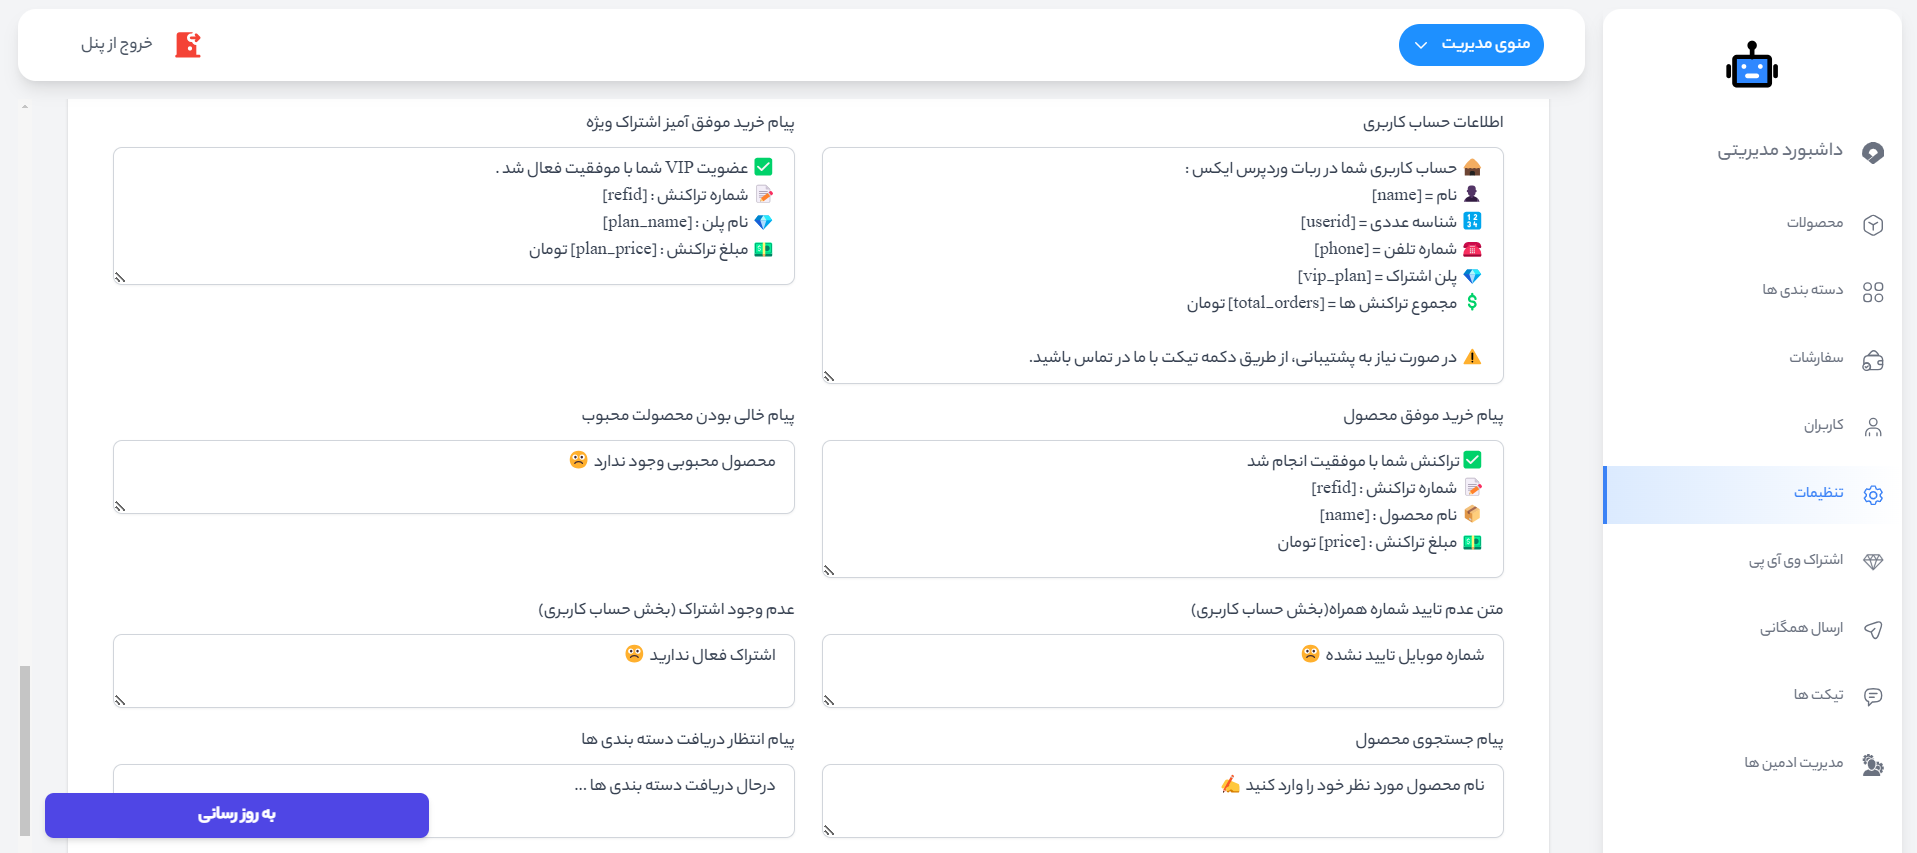 منوی مدیریت
خروج از پنل
داشبورد مدیریتی
محصولات
دسته بندی ها
سفارشات
کاربران
تنظیمات
اشتراک وی آی پی
ارسال همگانی
تیکت ها
مدیریت ادمین ها
اطلاعات حساب کاربری
🛖 حساب کاربری شما در ربات وردپرس ایکس :
👤 نام = [name]
🔢 شناسه عددی = [userid]
☎️ شماره تلفن = [phone]
💎 پلن اشتراک = [vip_plan]
💲 مجموع تراکنش ها = [total_orders] تومان
⚠️ در صورت نیاز به پشتیبانی، از طریق دکمه تیکت با ما در تماس باشید.
پیام خرید موفق آمیز اشتراک ویژه
✅ عضویت VIP شما با موفقیت فعال شد .
📝 شماره تراکنش : [refid]
💎 نام پلن : [plan_name]
💵 مبلغ تراکنش : [plan_price] تومان
پیام خرید موفق محصول
✅ تراکنش شما با موفقیت انجام شد
📝 شماره تراکنش : [refid]
📦 نام محصول : [name]
💵 مبلغ تراکنش : [price] تومان
پیام خالی بودن محصولت محبوب
محصول محبوبی وجود ندارد 🙁
متن عدم تایید شماره همراه(بخش حساب کاربری)
شماره موبایل تایید نشده 🙁
عدم وجود اشتراک (بخش حساب کاربری)
اشتراک فعال ندارید 🙁
پیام جستجوی محصول
نام محصول مورد نظر خود را وارد کنید ✍️
پیام انتظار دریافت دسته بندی ها
درحال دریافت دسته بندی ها ...
به روز رسانی